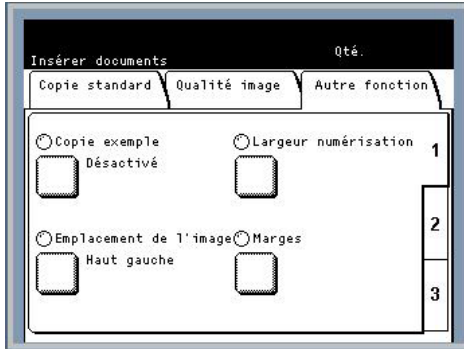 Qté.
Insérer documents
Copie standard Qualité image Autre fonction
Copie exemple Largeur numérisation 1
Désactivé
2
Emplacement de l'image Marges
Haut gauche
3